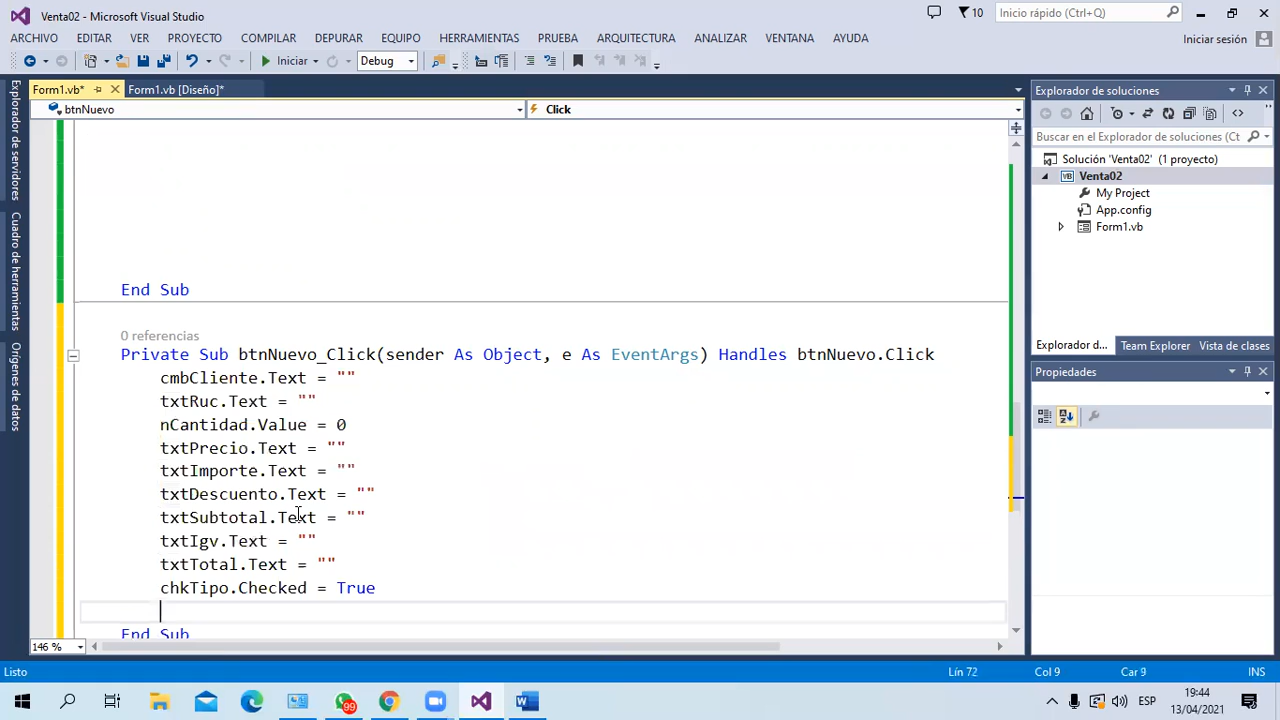 Venta02 - Microsoft Visual Studio
10
Inicio rápido (Ctrl+Q)
ARCHIVO EDITAR VER PROYECTO COMPILAR DEPURAR EQUIPO HERRAMIENTAS PRUEBA ARQUITECTURA ANALIZAR VENTANA AYUDA
Iniciar sesión
Iniciar
Debug
Explorador de servidores
Cuadro de herramientas
Orígenes de datos
Form1.vb*
Form1.vb [Diseño]*
btnNuevo
Click
End Sub
0 referencias
Private Sub btnNuevo_Click(sender As Object, e As EventArgs) Handles btnNuevo.Click
cmbCliente.Text = ""
txtRuc.Text = ""
nCantidad.Value = 0
txtPrecio.Text = ""
txtImporte.Text = ""
txtDescuento.Text = ""
txtSubtotal.Text = ""
txtIgv.Text = ""
txtTotal.Text = ""
chkTipo.Checked = True
End Sub
146 %
Explorador de soluciones
Buscar en el Explorador de soluciones (Ct
Solución 'Venta02' (1 proyecto)
VB Venta02
My Project
App.config
Form1.vb
Explorador d... Team Explorer Vista de clases
Propiedades
Listo
Lín 72
Col 9
Car 9
INS
99
ESP
19:44
13/04/2021